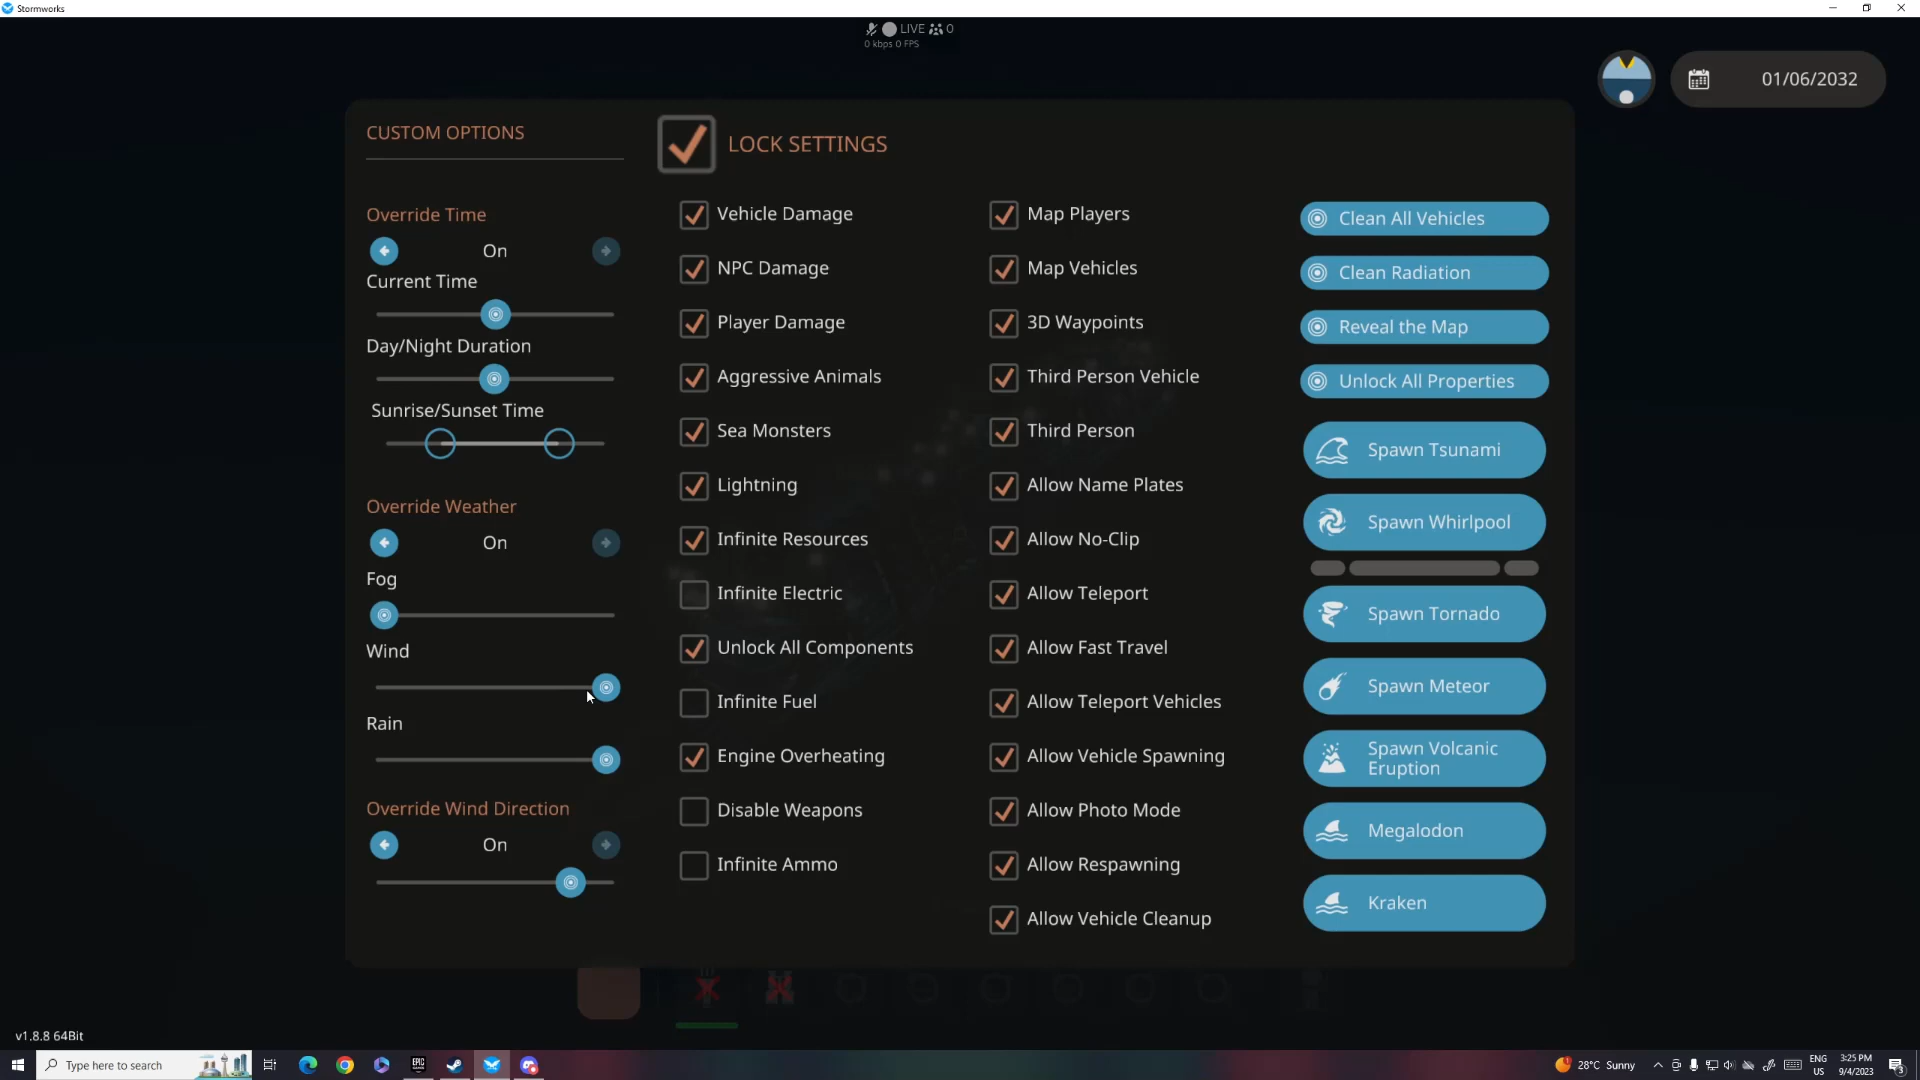 Stormworks
LIVE 0
0 kbps 0 FPS
01/06/2032
CUSTOM OPTIONS
LOCK SETTINGS
Override Time
On
Current Time
Day/Night Duration
Sunrise/Sunset Time
Override Weather
On
Fog
Wind
Rain
Override Wind Direction
On
Vehicle Damage
NPC Damage
Player Damage
Aggressive Animals
Sea Monsters
Lightning
Infinite Resources
Infinite Electric
Unlock All Components
Infinite Fuel
Engine Overheating
Disable Weapons
Infinite Ammo
Map Players
Map Vehicles
3D Waypoints
Third Person Vehicle
Third Person
Allow Name Plates
Allow No-Clip
Allow Teleport
Allow Fast Travel
Allow Teleport Vehicles
Allow Vehicle Spawning
Allow Photo Mode
Allow Respawning
Allow Vehicle Cleanup
Clean All Vehicles
Clean Radiation
Reveal the Map
Unlock All Properties
Spawn Tsunami
Spawn Whirlpool
Spawn Tornado
Spawn Meteor
Spawn Volcanic
Eruption
Megalodon
Kraken
v1.8.8 64Bit
Type here to search
EPIC
28°C Sunny
ENG
US
3:25 PM
9/4/2023
3